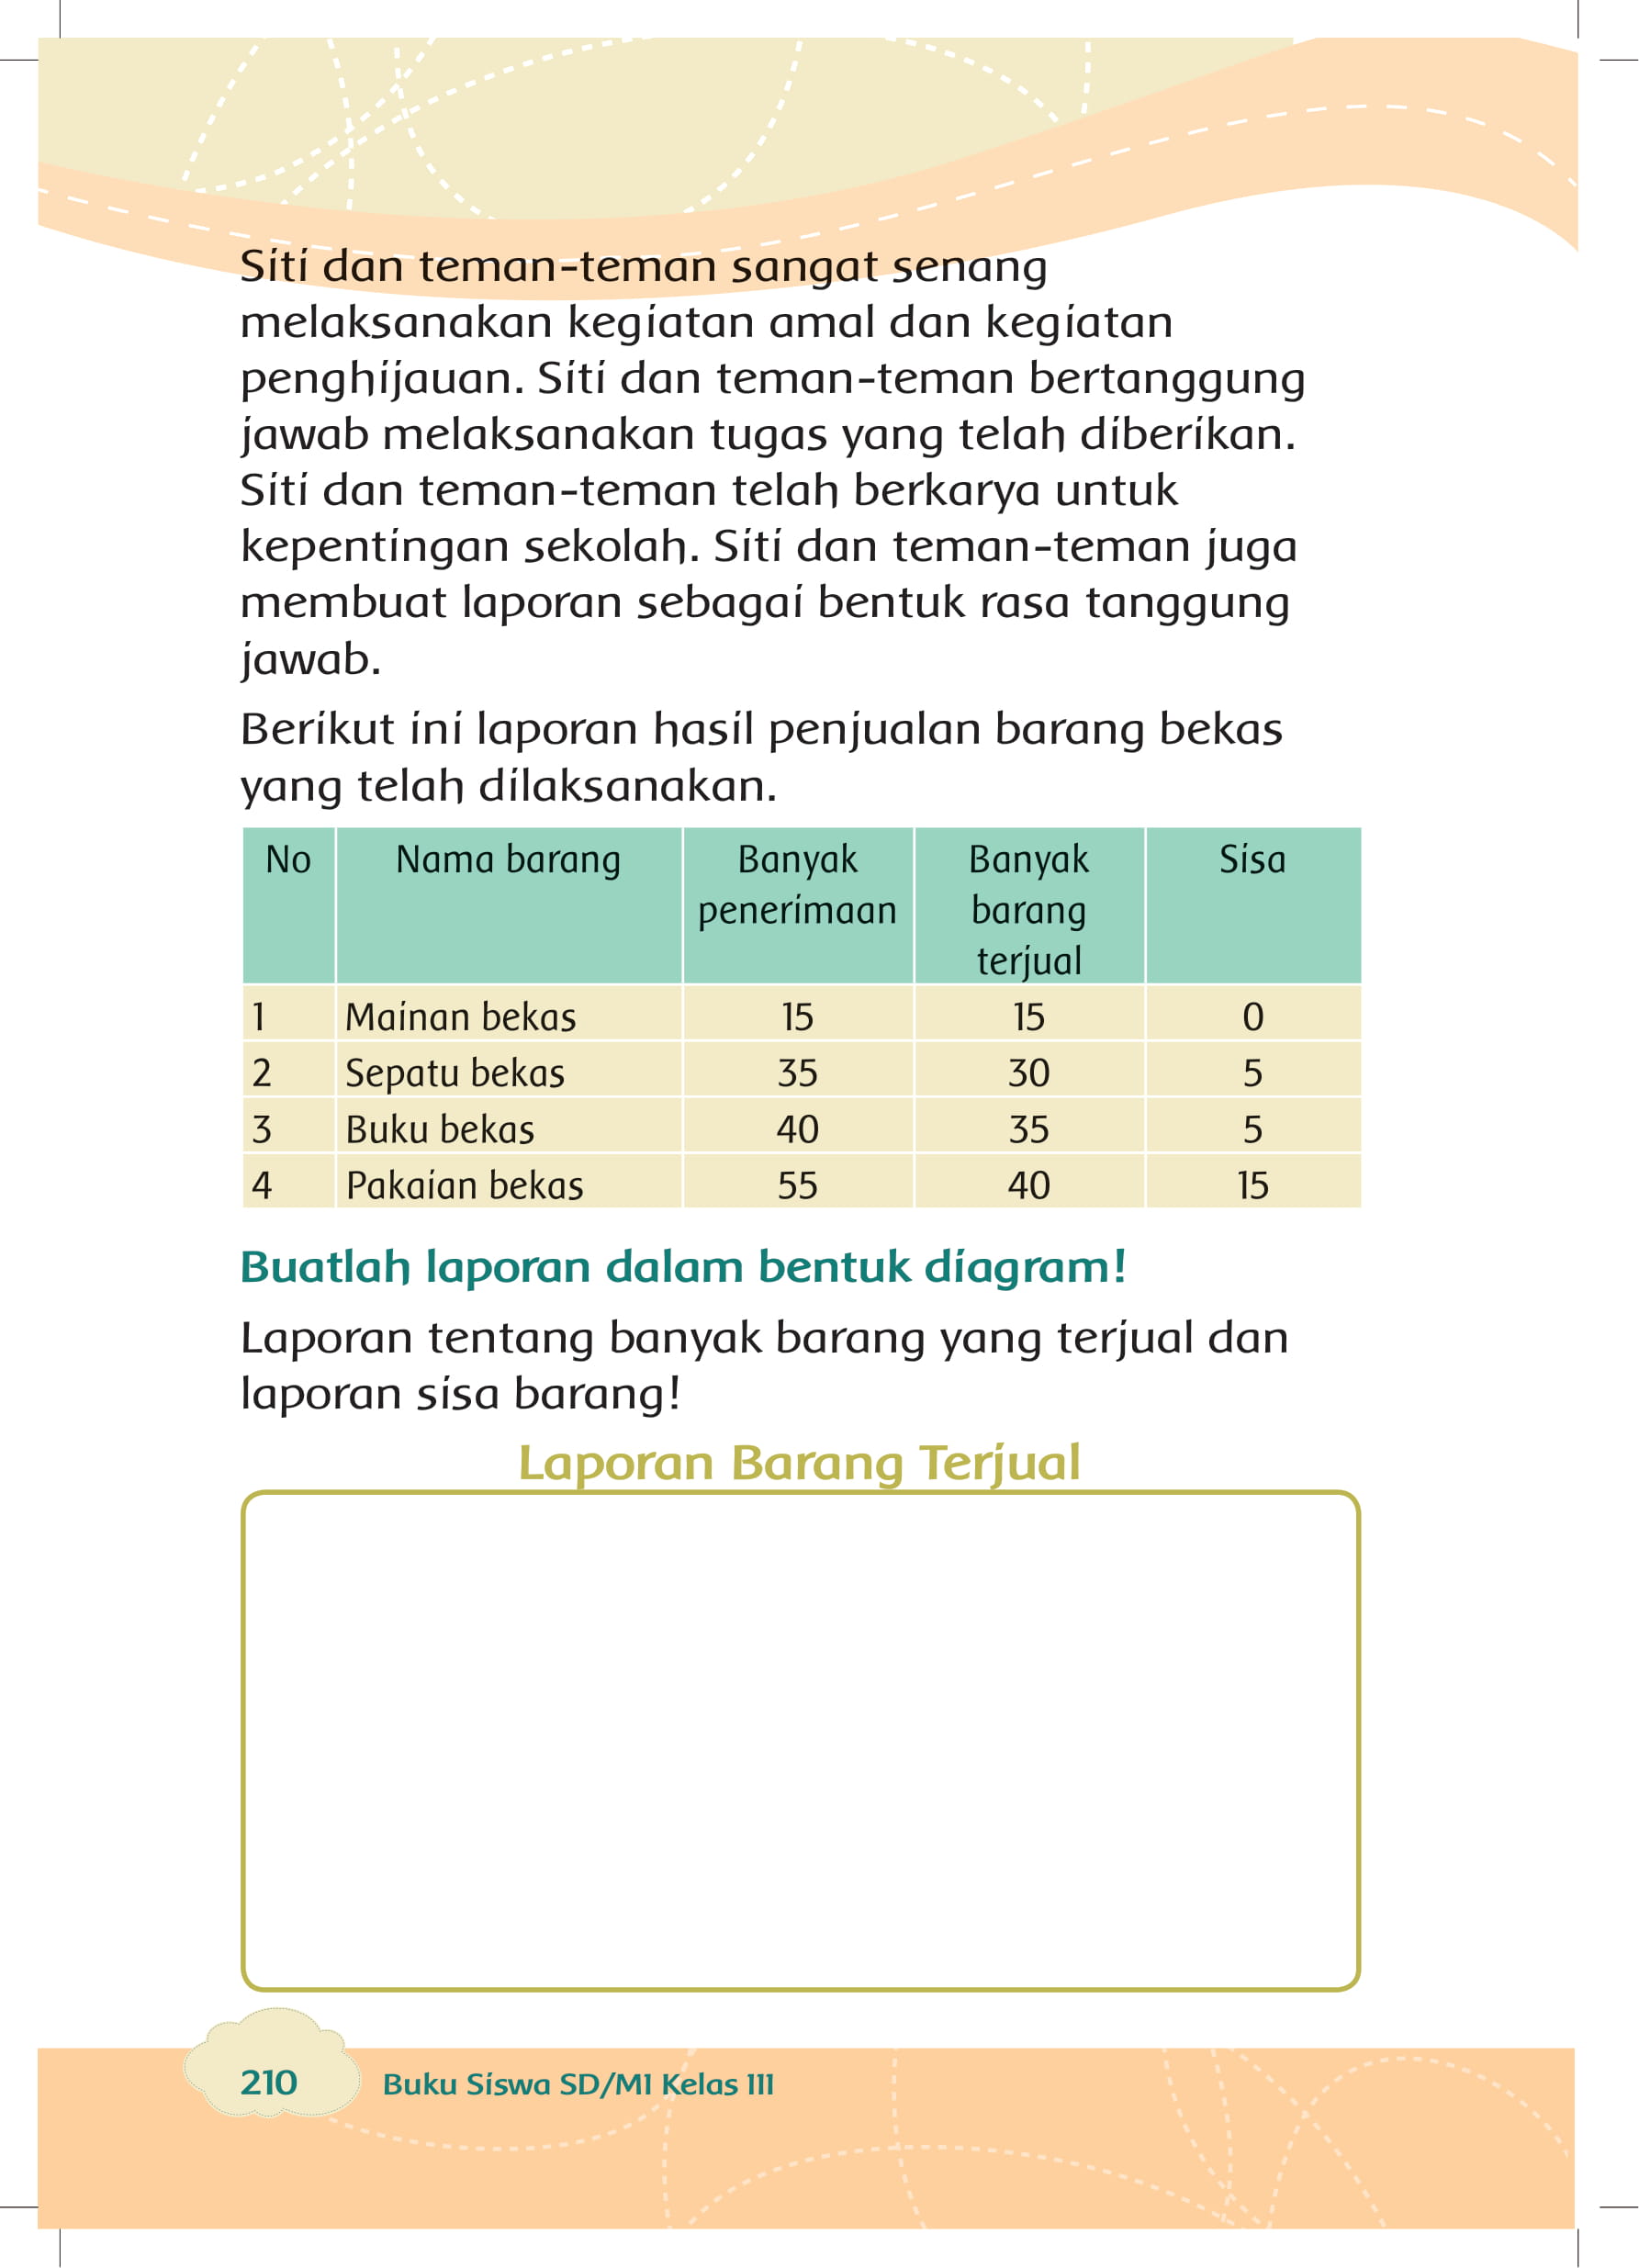 Siti dan teman-teman sangat senang
melaksanakan kegiatan amal dan kegiatan
penghijauan. Siti dan teman-teman bertanggung
jawab melaksanakan tugas yang telah diberikan.
Siti dan teman-teman telah berkarya untuk
kepentingan sekolah. Siti dan teman-teman juga
membuat laporan sebagai bentuk rasa tanggung
jawab.
Berikut ini laporan hasil penjualan barang bekas
yang telah dilaksanakan.
No Nama barang Banyak penerimaan Banyak barang terjual Sisa
1 Mainan bekas 15 15 0
2 Sepatu bekas 35 30 5
3 Buku bekas 40 35 5
4 Pakaian bekas 55 40 15
Buatlah laporan dalam bentuk diagram!
Laporan tentang banyak barang yang terjual dan
laporan sisa barang!
Laporan Barang Terjual
210 Buku Siswa SD/MI Kelas III